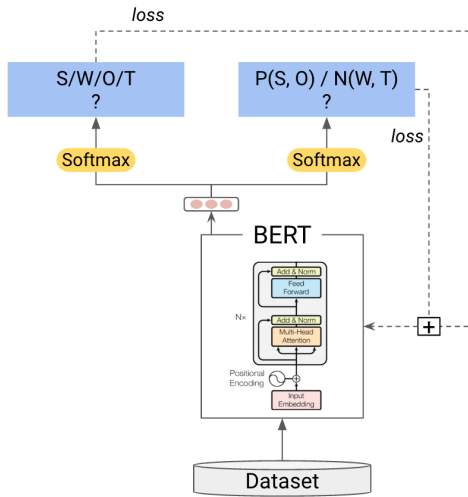 loss
S/W/O/T
?
P(S, O) / N(W, T)
?
loss
Softmax
Softmax
BERT
Add & Norm
Feed
Forward
N×
Add & Norm
Multi-Head
Attention
Positional
Encoding
Input
Embedding
+
Dataset